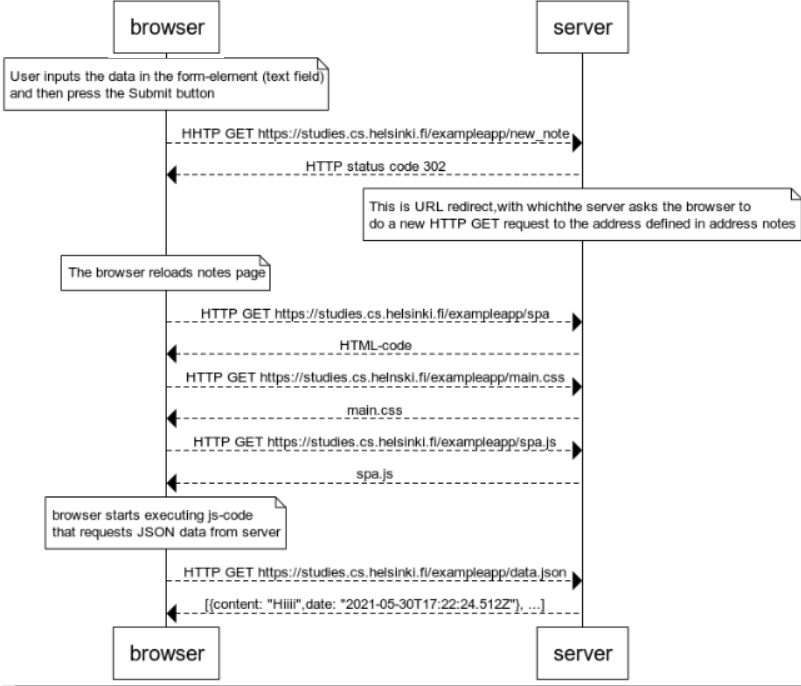 browser server
User inputs the data in the form-element (text field)
and then press the Submit button
HHTP GET https://studies.cs.helsinki.fi/exampleapp/new_note
HTTP status code 302
This is URL redirect,with whichthe server asks the browser to
do a new HTTP GET request to the address defined in address notes
The browser reloads notes page
HTTP GET https://studies.cs.helsinki.fi/exampleapp/spa
HTML-code
HTTP GET https://studies.cs.helnski.fi/exampleapp/main.css
main.css
HTTP GET https://studies.cs.helsinki.fi/exampleapp/spa.js
spa.js
browser starts executing js-code
that requests JSON data from server
HTTP GET https://studies.cs.helsinki.fi/exampleapp/data.json
[{content: "Hiiii",date: "2021-05-30T17:22:24.512Z"}, ...]
browser server